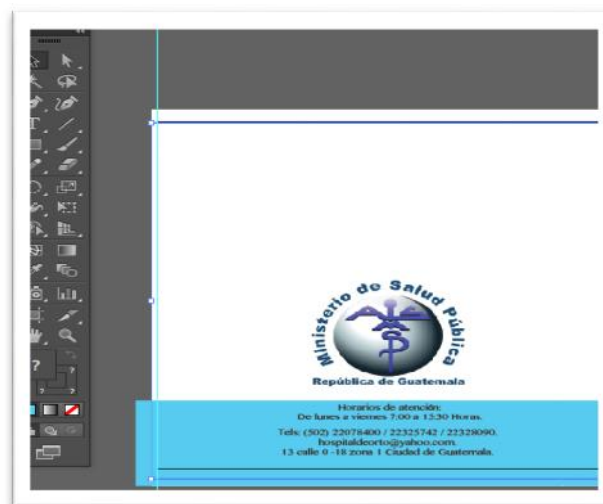 Ministerio de Salud Pública
República de Guatemala
Horarios de atención:
De lunes a viernes 7:00 a 15:30 Horas.
Tels: (502) 22078400 / 22325742 / 22328090.
hospitaldeorto@yahoo.com.
13 calle 0 -18 zona 1 Ciudad de Guatemala.